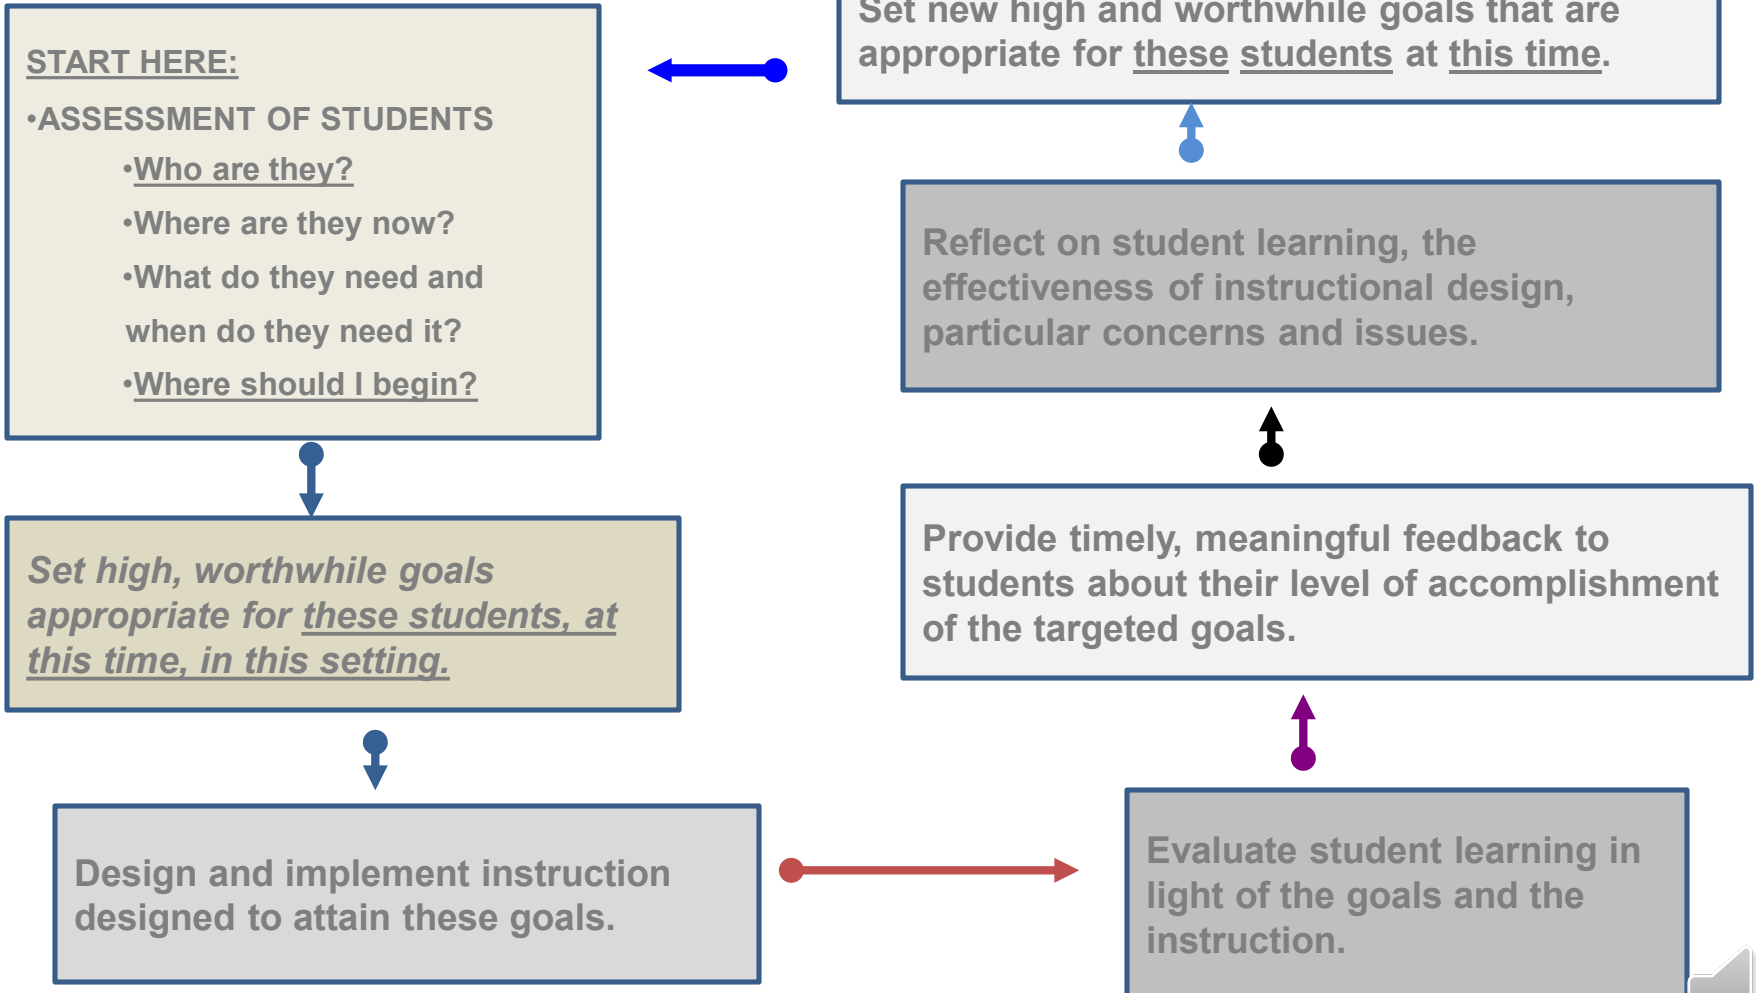 START HERE:
•ASSESSMENT OF STUDENTS
•Who are they?
•Where are they now?
•What do they need and
when do they need it?
•Where should I begin?
Set high, worthwhile goals
appropriate for these students, at
this time, in this setting.
Design and implement instruction
designed to attain these goals.
Evaluate student learning in
light of the goals and the
instruction.
Provide timely, meaningful feedback to
students about their level of accomplishment
of the targeted goals.
Reflect on student learning, the
effectiveness of instructional design,
particular concerns and issues.
Set new high and worthwhile goals that are
appropriate for these students at this time.